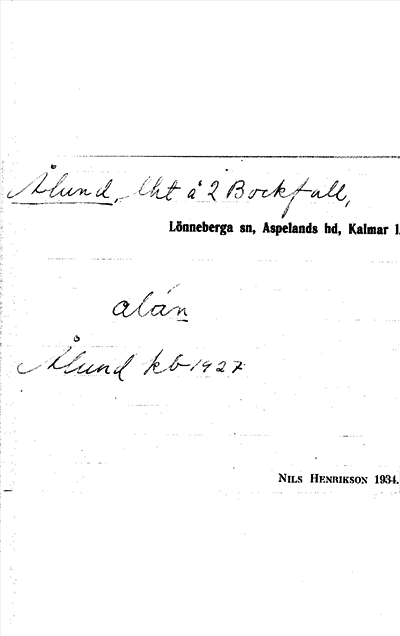 Ålund, lht å 2 Bockfall,
Lönneberga sn, Aspelands hd, Kalmar l.
alán
Ålund kb 1927
NILS HENRIKSON 1934.